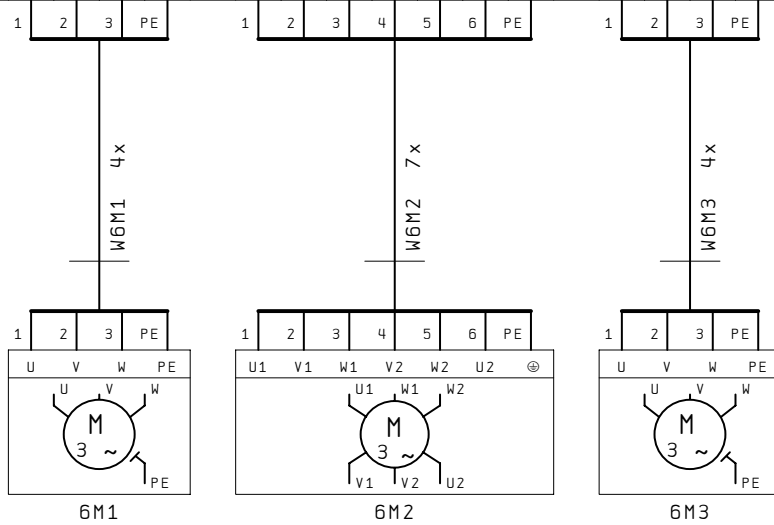 1 2 3 PE 1 2 3 4 5 6 PE 1 2 3 PE
W6M1 4x
W6M2 7x
W6M3 4x
1 2 3 PE 1 2 3 4 5 6 PE 1 2 3 PE
U V W PE U1 V1 W1 V2 W2 U2 U V W PE
U V W U1 W1 W2 U V W
M M M
3 ~ 3 ~ 3 ~
PE V1 V2 U2 PE
6M1 6M2 6M3